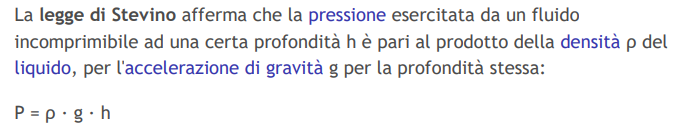 La legge di Stevino afferma che la pressione esercitata da un fluido
incomprimibile ad una certa profondità h è pari al prodotto della densità ρ del
liquido, per l'accelerazione di gravità g per la profondità stessa:
P = ρ · g · h